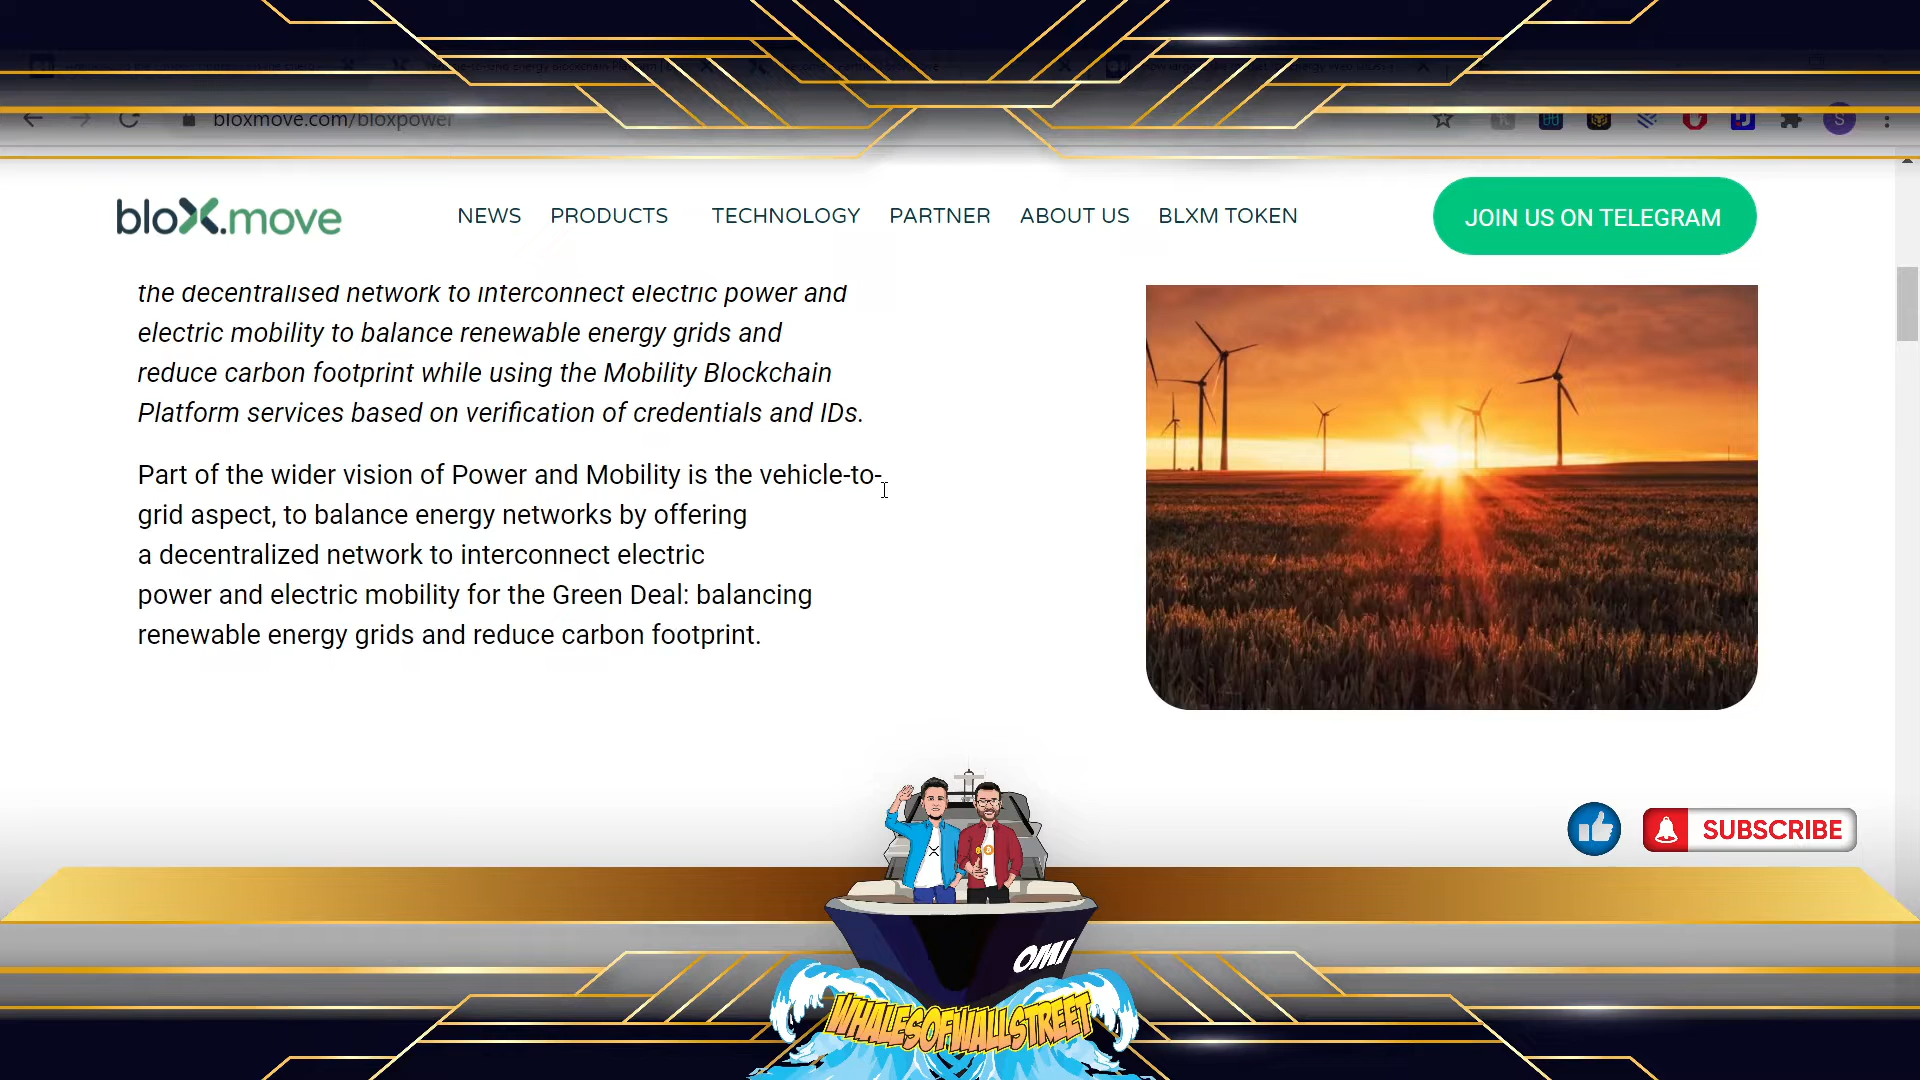 bloxmove.com/bloxpower
S
bloX.move
NEWS PRODUCTS TECHNOLOGY PARTNER ABOUT US BLXM TOKEN
JOIN US ON TELEGRAM
the decentralised network to interconnect electric power and
electric mobility to balance renewable energy grids and
reduce carbon footprint while using the Mobility Blockchain
Platform services based on verification of credentials and IDs.
Part of the wider vision of Power and Mobility is the vehicle-to-
grid aspect, to balance energy networks by offering
a decentralized network to interconnect electric
power and electric mobility for the Green Deal: balancing
renewable energy grids and reduce carbon footprint.
SUBSCRIBE
OMI
WHALESOFWALLSTREET